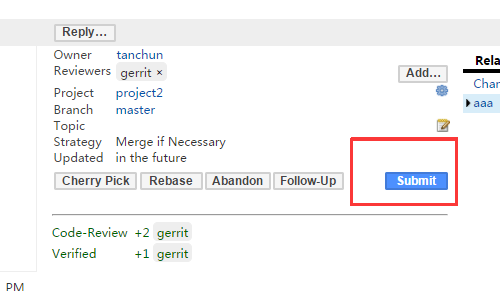 Reply...
Owner tanchun
Reviewers gerrit ×
Add...
Project project2
Branch master
Topic
Strategy Merge if Necessary
Updated in the future
Cherry Pick Rebase Abandon Follow-Up Submit
Code-Review +2 gerrit
Verified +1 gerrit
PM
Rela
Chan
aaa